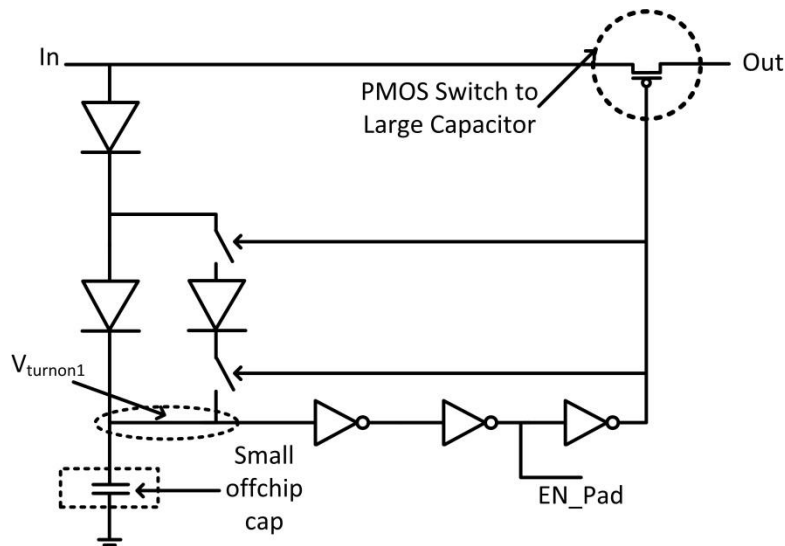 In
Out
PMOS Switch to
Large Capacitor
Vturnon1
Small
offchip
cap
EN_Pad